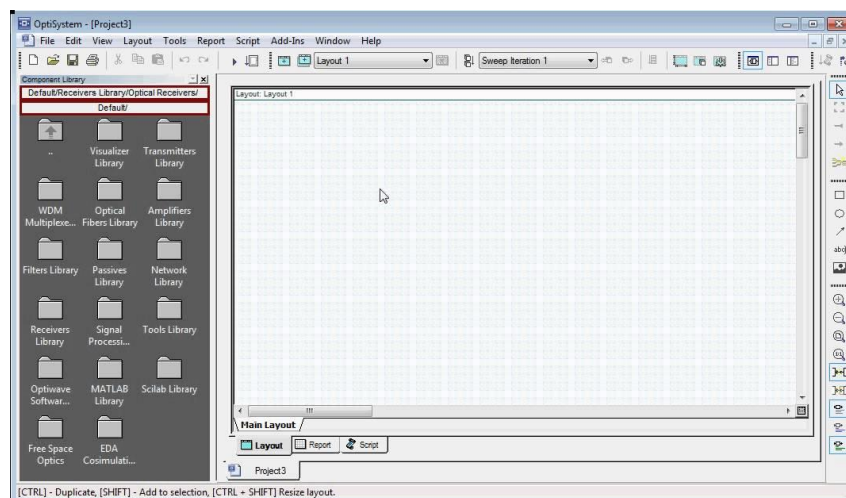 OptiSystem - [Project3]
File Edit View Layout Tools Report Script Add-Ins Window Help
Layout 1
Sweep Iteration 1
Component Library
Default/Receivers Library/Optical Receivers/
Default/
..
Visualizer Library
Transmitters Library
WDM Multiplexe...
Optical Fibers Library
Amplifiers Library
Filters Library
Passives Library
Network Library
Receivers Library
Signal Processi...
Tools Library
Optiwave Softwar...
MATLAB Library
Scilab Library
Free Space Optics
EDA Cosimulati...
Layout: Layout 1
Main Layout
Layout Report Script
Project3
[CTRL] - Duplicate, [SHIFT] - Add to selection, [CTRL + SHIFT] Resize layout.